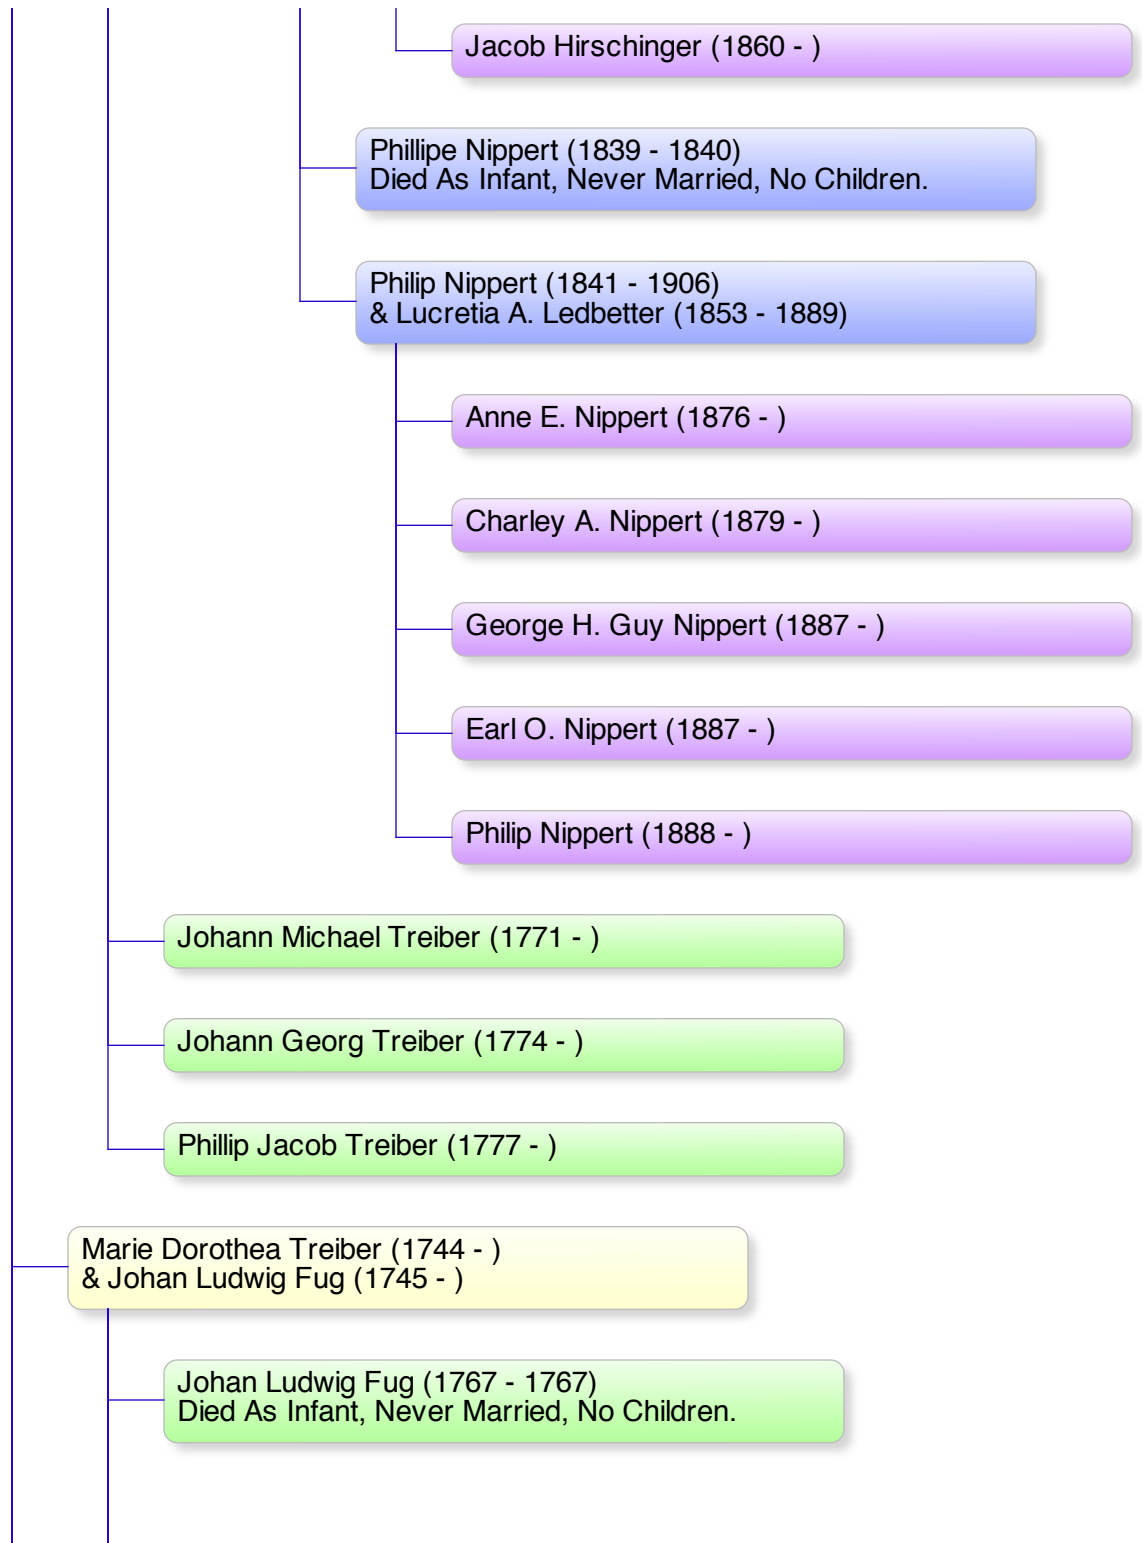 Jacob Hirschinger (1860 - )
Phillipe Nippert (1839 - 1840)
Died As Infant, Never Married, No Children.
Philip Nippert (1841 - 1906)
& Lucretia A. Ledbetter (1853 - 1889)
Anne E. Nippert (1876 - )
Charley A. Nippert (1879 - )
George H. Guy Nippert (1887 - )
Earl O. Nippert (1887 - )
Philip Nippert (1888 - )
Johann Michael Treiber (1771 - )
Johann Georg Treiber (1774 - )
Phillip Jacob Treiber (1777 - )
Marie Dorothea Treiber (1744 - )
& Johan Ludwig Fug (1745 - )
Johan Ludwig Fug (1767 - 1767)
Died As Infant, Never Married, No Children.